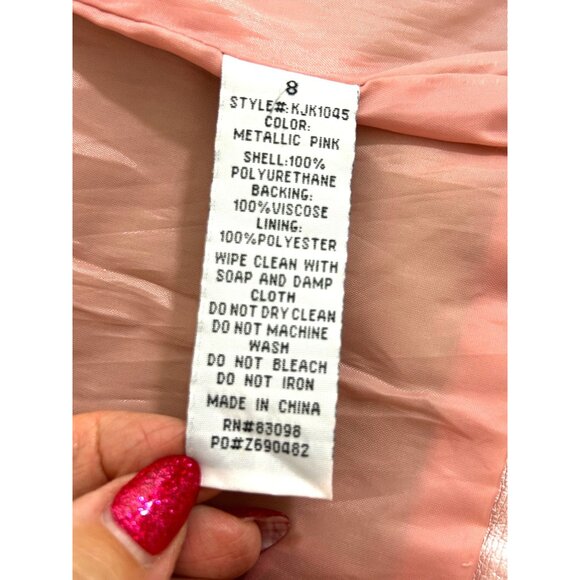 8
STYLE#:KJK1045
COLOR:
METALLIC PINK
SHELL:100%
POLYURETHANE
BACKING:
100%VISCOSE
LINING:
100%POLYESTER
WIPE CLEAN WITH
SOAP AND DAMP
CLOTH
DO NOT DRY CLEAN
DO NOT MACHINE
WASH
DO NOT BLEACH
DO NOT IRON
MADE IN CHINA
RN#83098
PO#Z690482